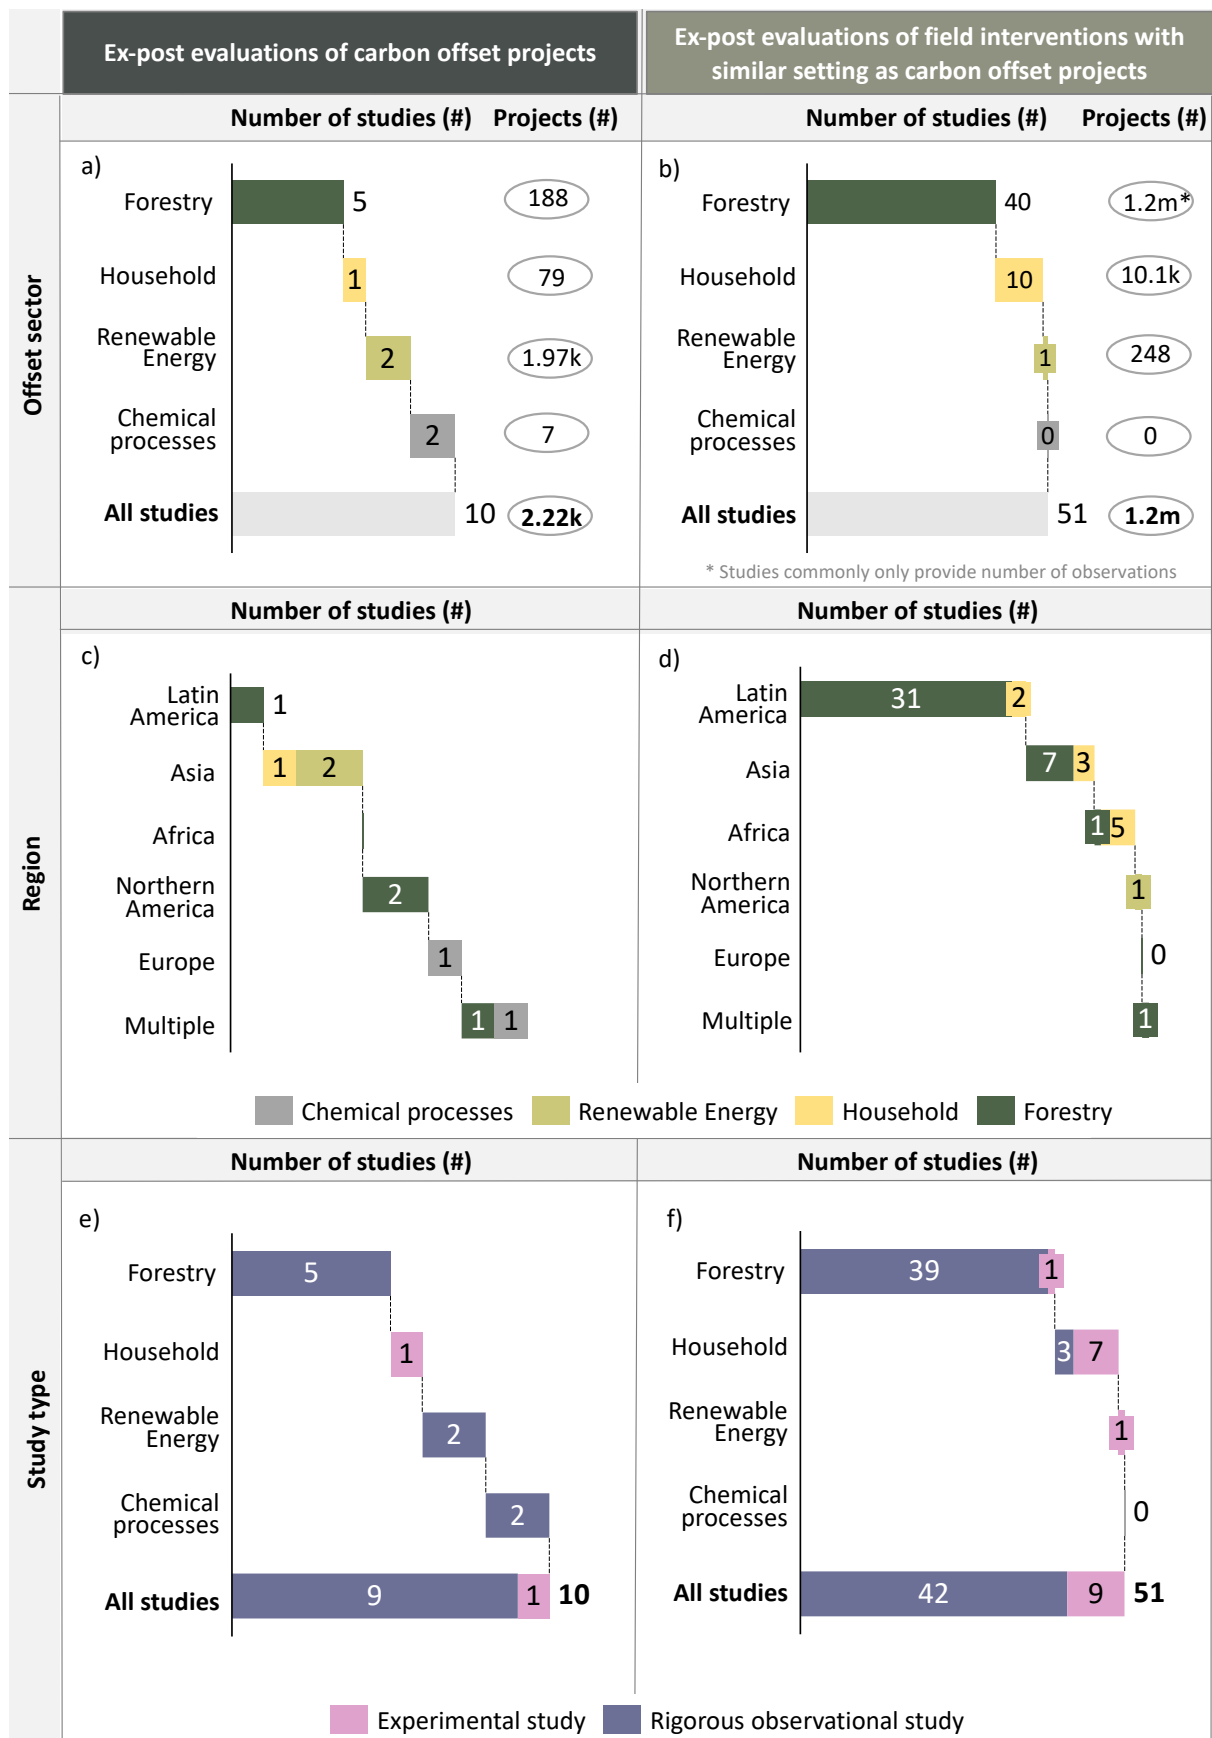 Ex-post evaluations of carbon offset projects
Ex-post evaluations of field interventions with
similar setting as carbon offset projects
Offset sector
Number of studies (#) Projects (#)
a)
Forestry 5 188
Household 1 79
Renewable
Energy 2 1.97k
Chemical
processes 2 7
All studies 10 2.22k
Number of studies (#) Projects (#)
b)
Forestry 40 1.2m*
Household 10 10.1k
Renewable
Energy 1 248
Chemical
processes 0 0
All studies 51 1.2m
* Studies commonly only provide number of observations
Region
Number of studies (#)
c)
Latin
America 1
Asia 1 2
Africa
Northern
America 2
Europe 1
Multiple 1 1
Number of studies (#)
d)
Latin
America 31 2
Asia 7 3
Africa 1 5
Northern
America 1
Europe 0
Multiple 1
Chemical processes Renewable Energy Household Forestry
Study type
Number of studies (#)
e)
Forestry 5
Household 1
Renewable
Energy 2
Chemical
processes 2
All studies 9 1 10
Number of studies (#)
f)
Forestry 39 1
Household 3 7
Renewable
Energy 1
Chemical
processes 0
All studies 42 9 51
Experimental study Rigorous observational study